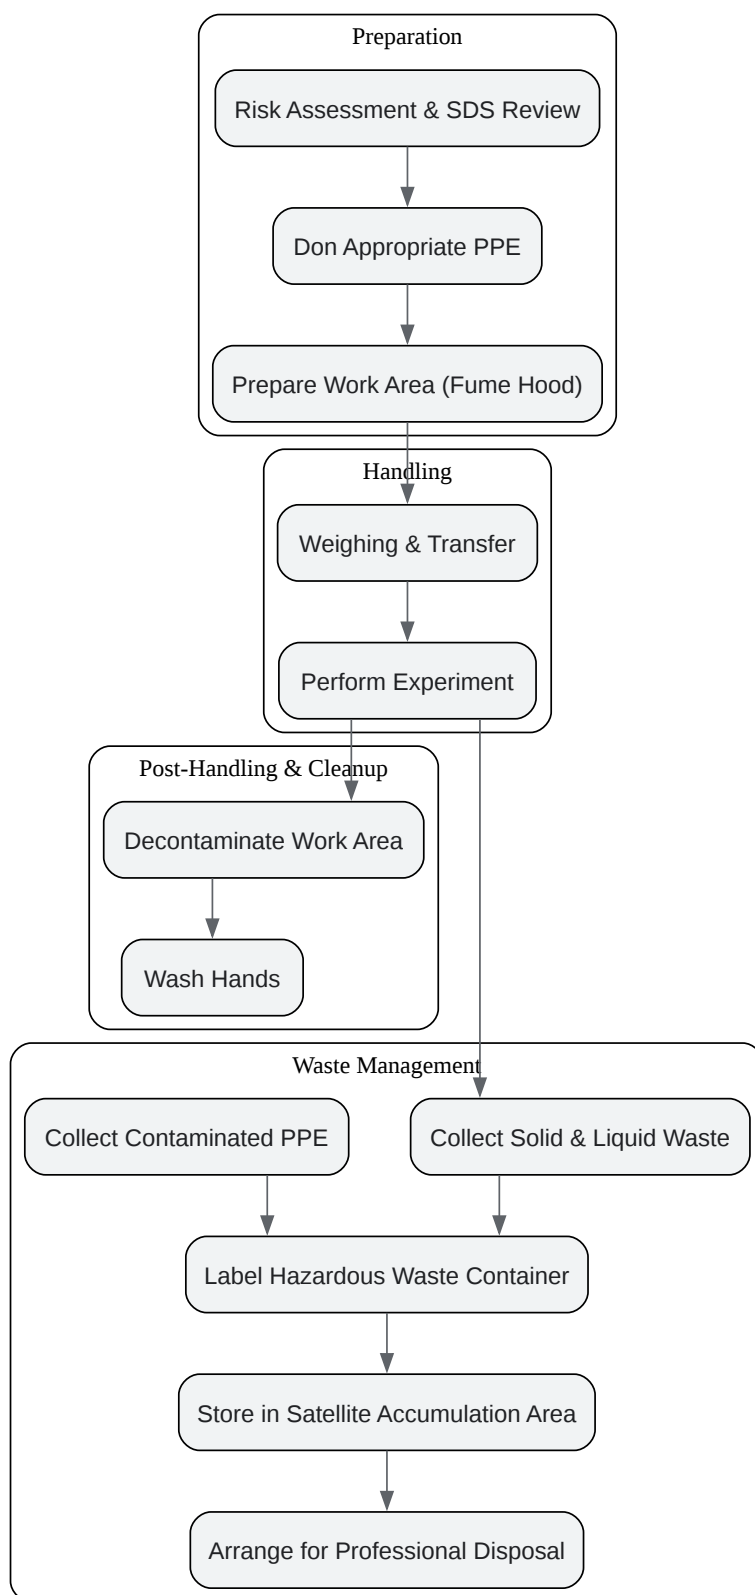 Preparation
Risk Assessment & SDS Review
Don Appropriate PPE
Prepare Work Area (Fume Hood)
Handling
Weighing & Transfer
Perform Experiment
Post-Handling & Cleanup
Decontaminate Work Area
Wash Hands
Waste Management
Collect Contaminated PPE
Collect Solid & Liquid Waste
Label Hazardous Waste Container
Store in Satellite Accumulation Area
Arrange for Professional Disposal